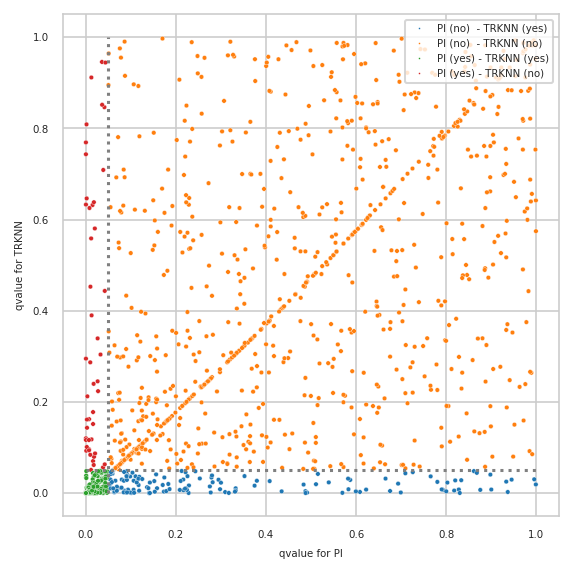 PI (no)  - TRKNN (yes)
PI (no)  - TRKNN (no)
PI (yes) - TRKNN (yes)
PI (yes) - TRKNN (no)
1.0
0.8
0.6
0.4
0.2
0.0
qvalue for TRKNN
0.0 0.2 0.4 0.6 0.8 1.0
qvalue for PI